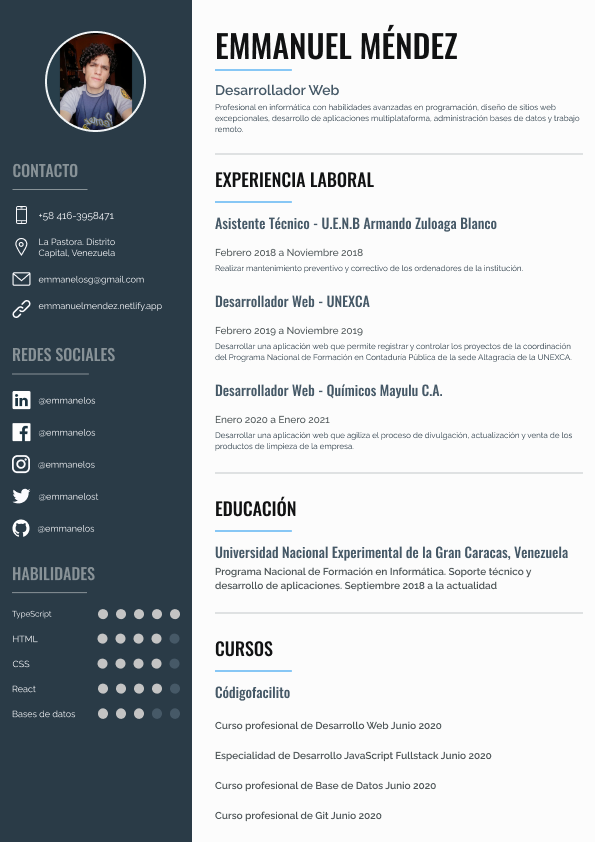 CONTACTO
+58 416-3958471
La Pastora. Distrito
Capital, Venezuela
emmanelosg@gmail.com
emmanuelmendez.netlify.app
REDES SOCIALES
@emmanelos
@emmanelos
@emmanelos
@emmanelost
@emmanelos
HABILIDADES
TypeScript
HTML
CSS
React
Bases de datos
EMMANUEL MÉNDEZ
Desarrollador Web
Profesional en informática con habilidades avanzadas en programación, diseño de sitios web
excepcionales, desarrollo de aplicaciones multiplataforma, administración bases de datos y trabajo
remoto.
EXPERIENCIA LABORAL
Asistente Técnico - U.E.N.B Armando Zuloaga Blanco
Febrero 2018 a Noviembre 2018
Realizar mantenimiento preventivo y correctivo de los ordenadores de la institución.
Desarrollador Web - UNEXCA
Febrero 2019 a Noviembre 2019
Desarrollar una aplicación web que permite registrar y controlar los proyectos de la coordinación
del Programa Nacional de Formación en Contaduría Pública de la sede Altagracia de la UNEXCA.
Desarrollador Web - Químicos Mayulu C.A.
Enero 2020 a Enero 2021
Desarrollar una aplicación web que agiliza el proceso de divulgación, actualización y venta de los
productos de limpieza de la empresa.
EDUCACIÓN
Universidad Nacional Experimental de la Gran Caracas, Venezuela
Programa Nacional de Formación en Informática. Soporte técnico y
desarrollo de aplicaciones. Septiembre 2018 a la actualidad
CURSOS
Códigofacilito
Curso profesional de Desarrollo Web Junio 2020
Especialidad de Desarrollo JavaScript Fullstack Junio 2020
Curso profesional de Base de Datos Junio 2020
Curso profesional de Git Junio 2020